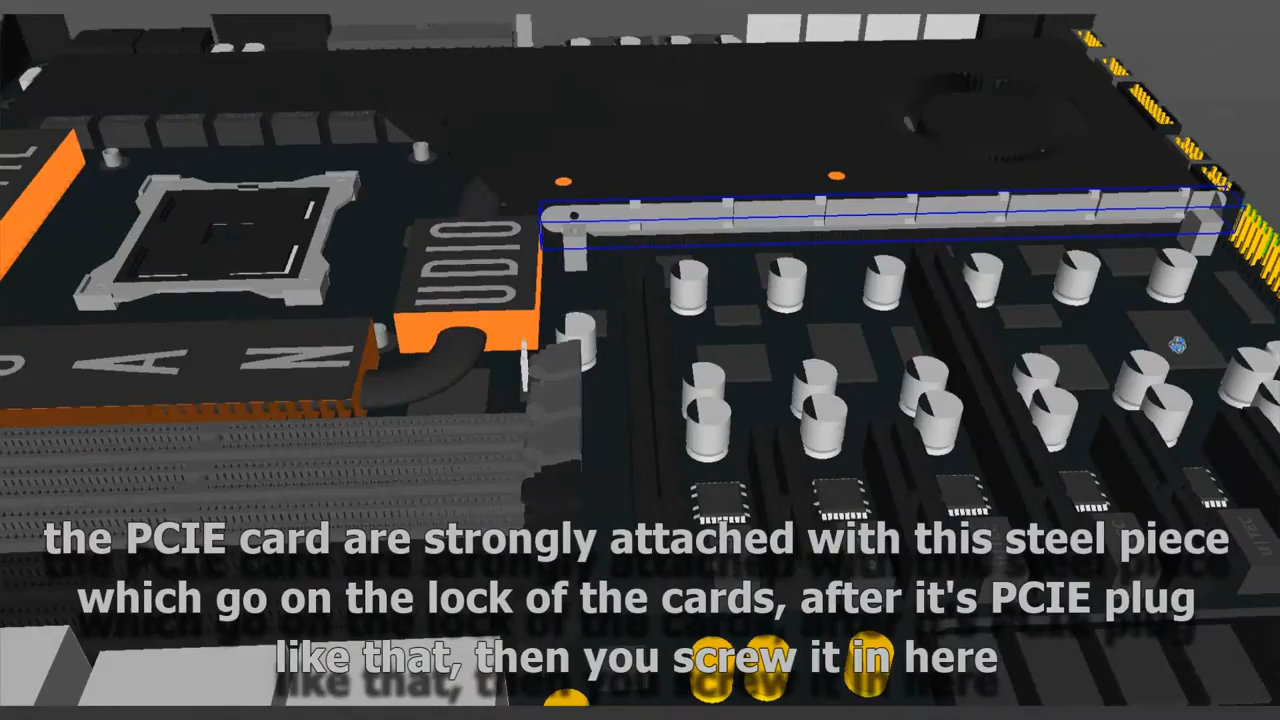 UDIO
AN
the PCIE card are strongly attached with this steel piece
which go on the lock of the cards, after it's PCIE plug
like that, then you screw it in here